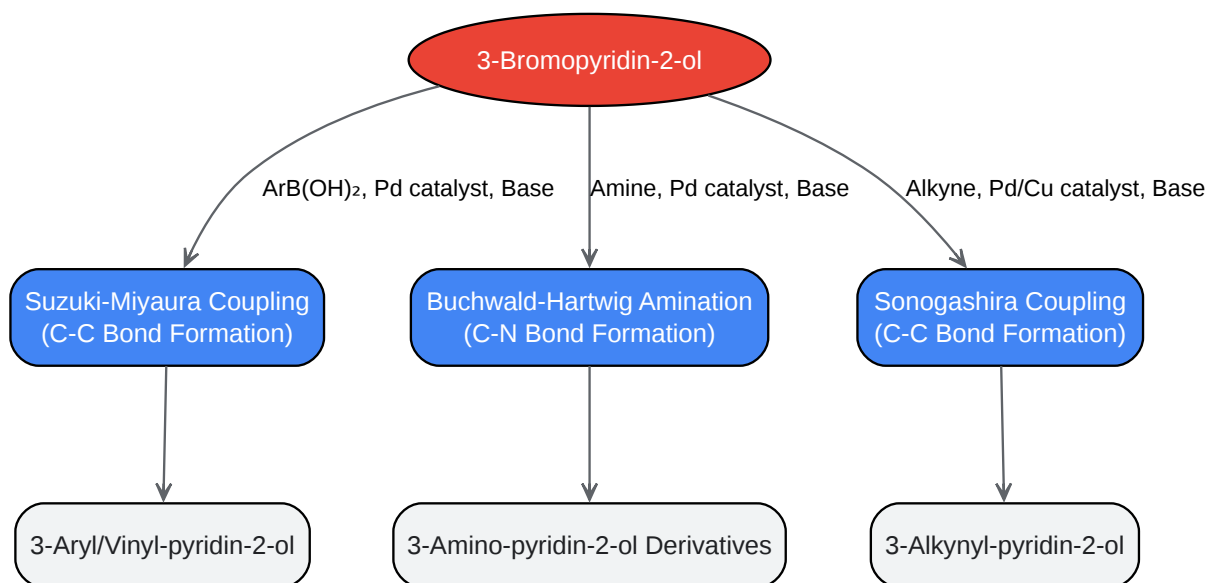 3-Bromopyridin-2-ol
ArB(OH)₂, Pd catalyst, Base
Amine, Pd catalyst, Base
Alkyne, Pd/Cu catalyst, Base
Suzuki-Miyaura Coupling
(C-C Bond Formation)
Buchwald-Hartwig Amination
(C-N Bond Formation)
Sonogashira Coupling
(C-C Bond Formation)
3-Aryl/Vinyl-pyridin-2-ol
3-Amino-pyridin-2-ol Derivatives
3-Alkynyl-pyridin-2-ol